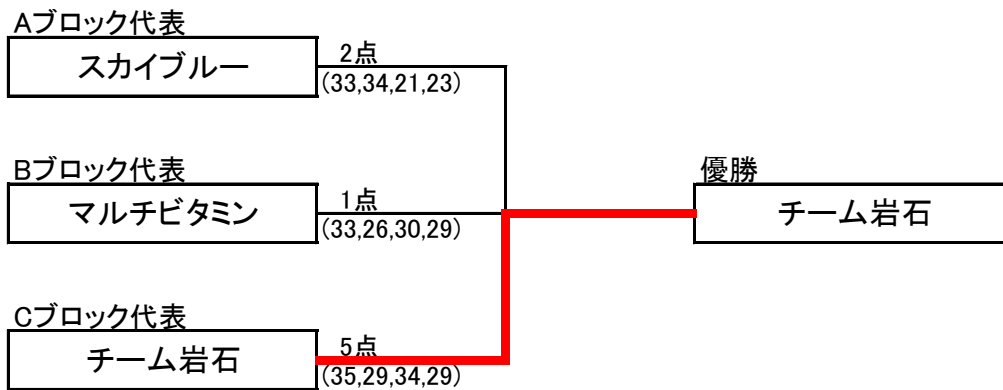 Aブロック代表
スカイブルー
2点
(33,34,21,23)
Bブロック代表
マルチビタミン
1点
(33,26,30,29)
優勝
チーム岩石
Cブロック代表
チーム岩石
5点
(35,29,34,29)